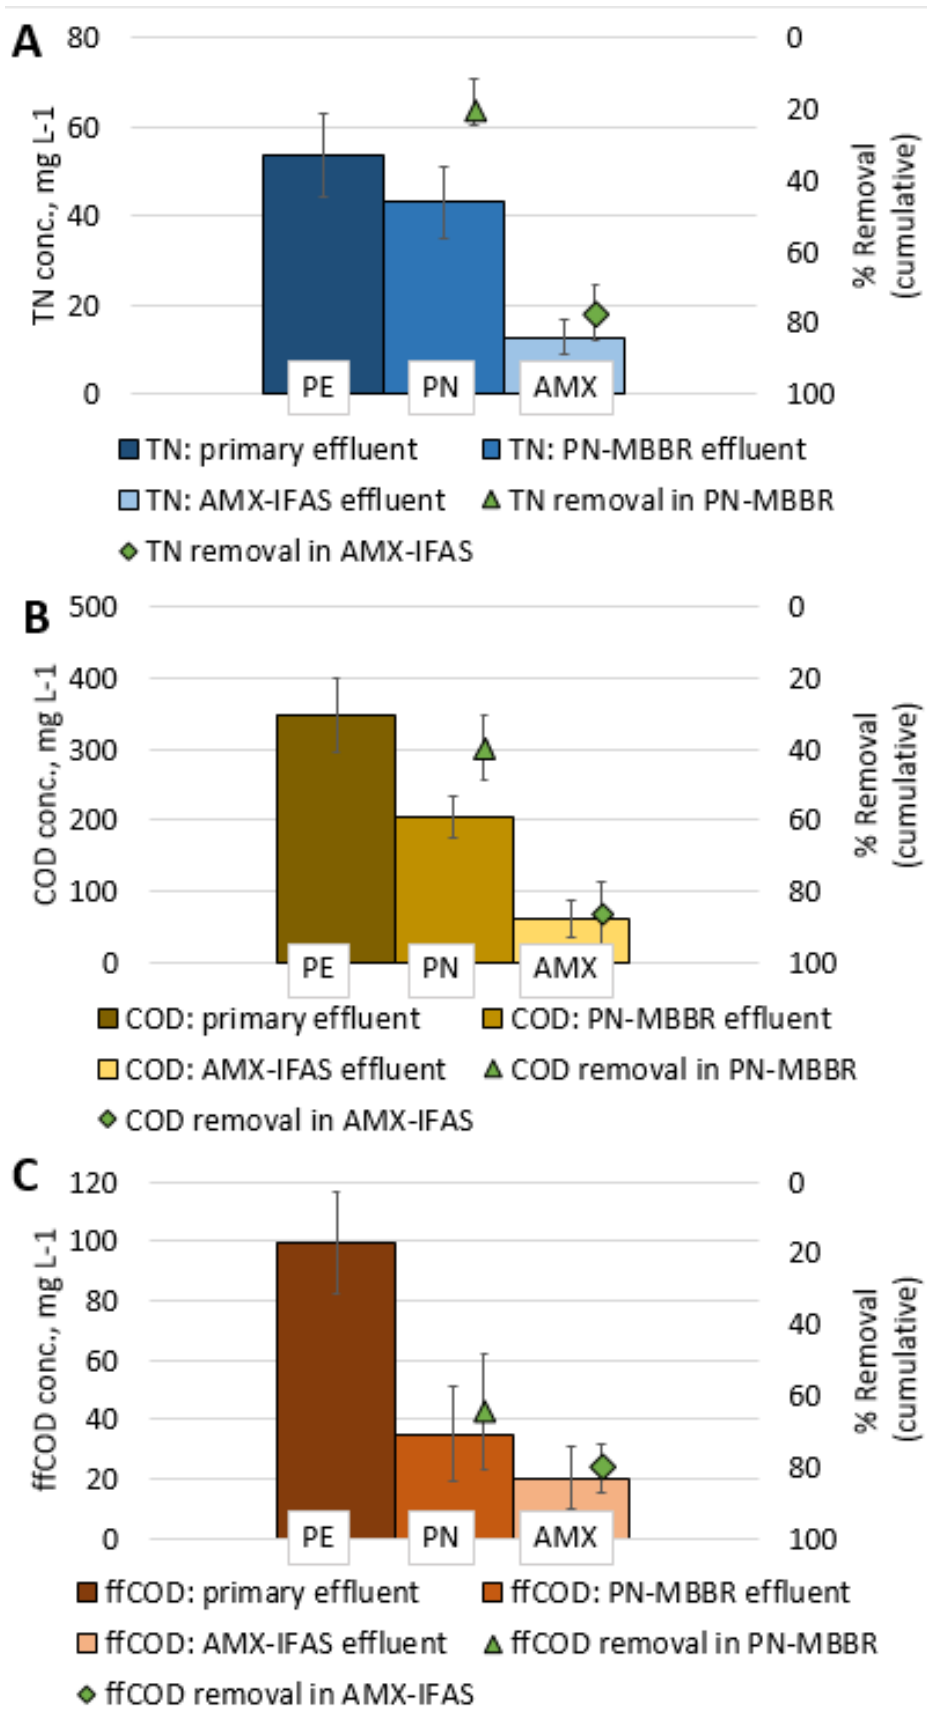 A
80
60
40
20
0
TN conc., mg L-1
0
20
40
60
80
100
% Removal
(cumulative)
PE
PN
AMX
TN: primary effluent
TN: PN-MBBR effluent
TN: AMX-IFAS effluent
TN removal in PN-MBBR
TN removal in AMX-IFAS
B
500
400
300
200
100
0
COD conc., mg L-1
0
20
40
60
80
100
% Removal
(cumulative)
PE
PN
AMX
COD: primary effluent
COD: PN-MBBR effluent
COD: AMX-IFAS effluent
COD removal in PN-MBBR
COD removal in AMX-IFAS
C
120
100
80
60
40
20
0
ffCOD conc., mg L-1
0
20
40
60
80
100
% Removal
(cumulative)
PE
PN
AMX
ffCOD: primary effluent
ffCOD: PN-MBBR effluent
ffCOD: AMX-IFAS effluent
ffCOD removal in PN-MBBR
ffCOD removal in AMX-IFAS